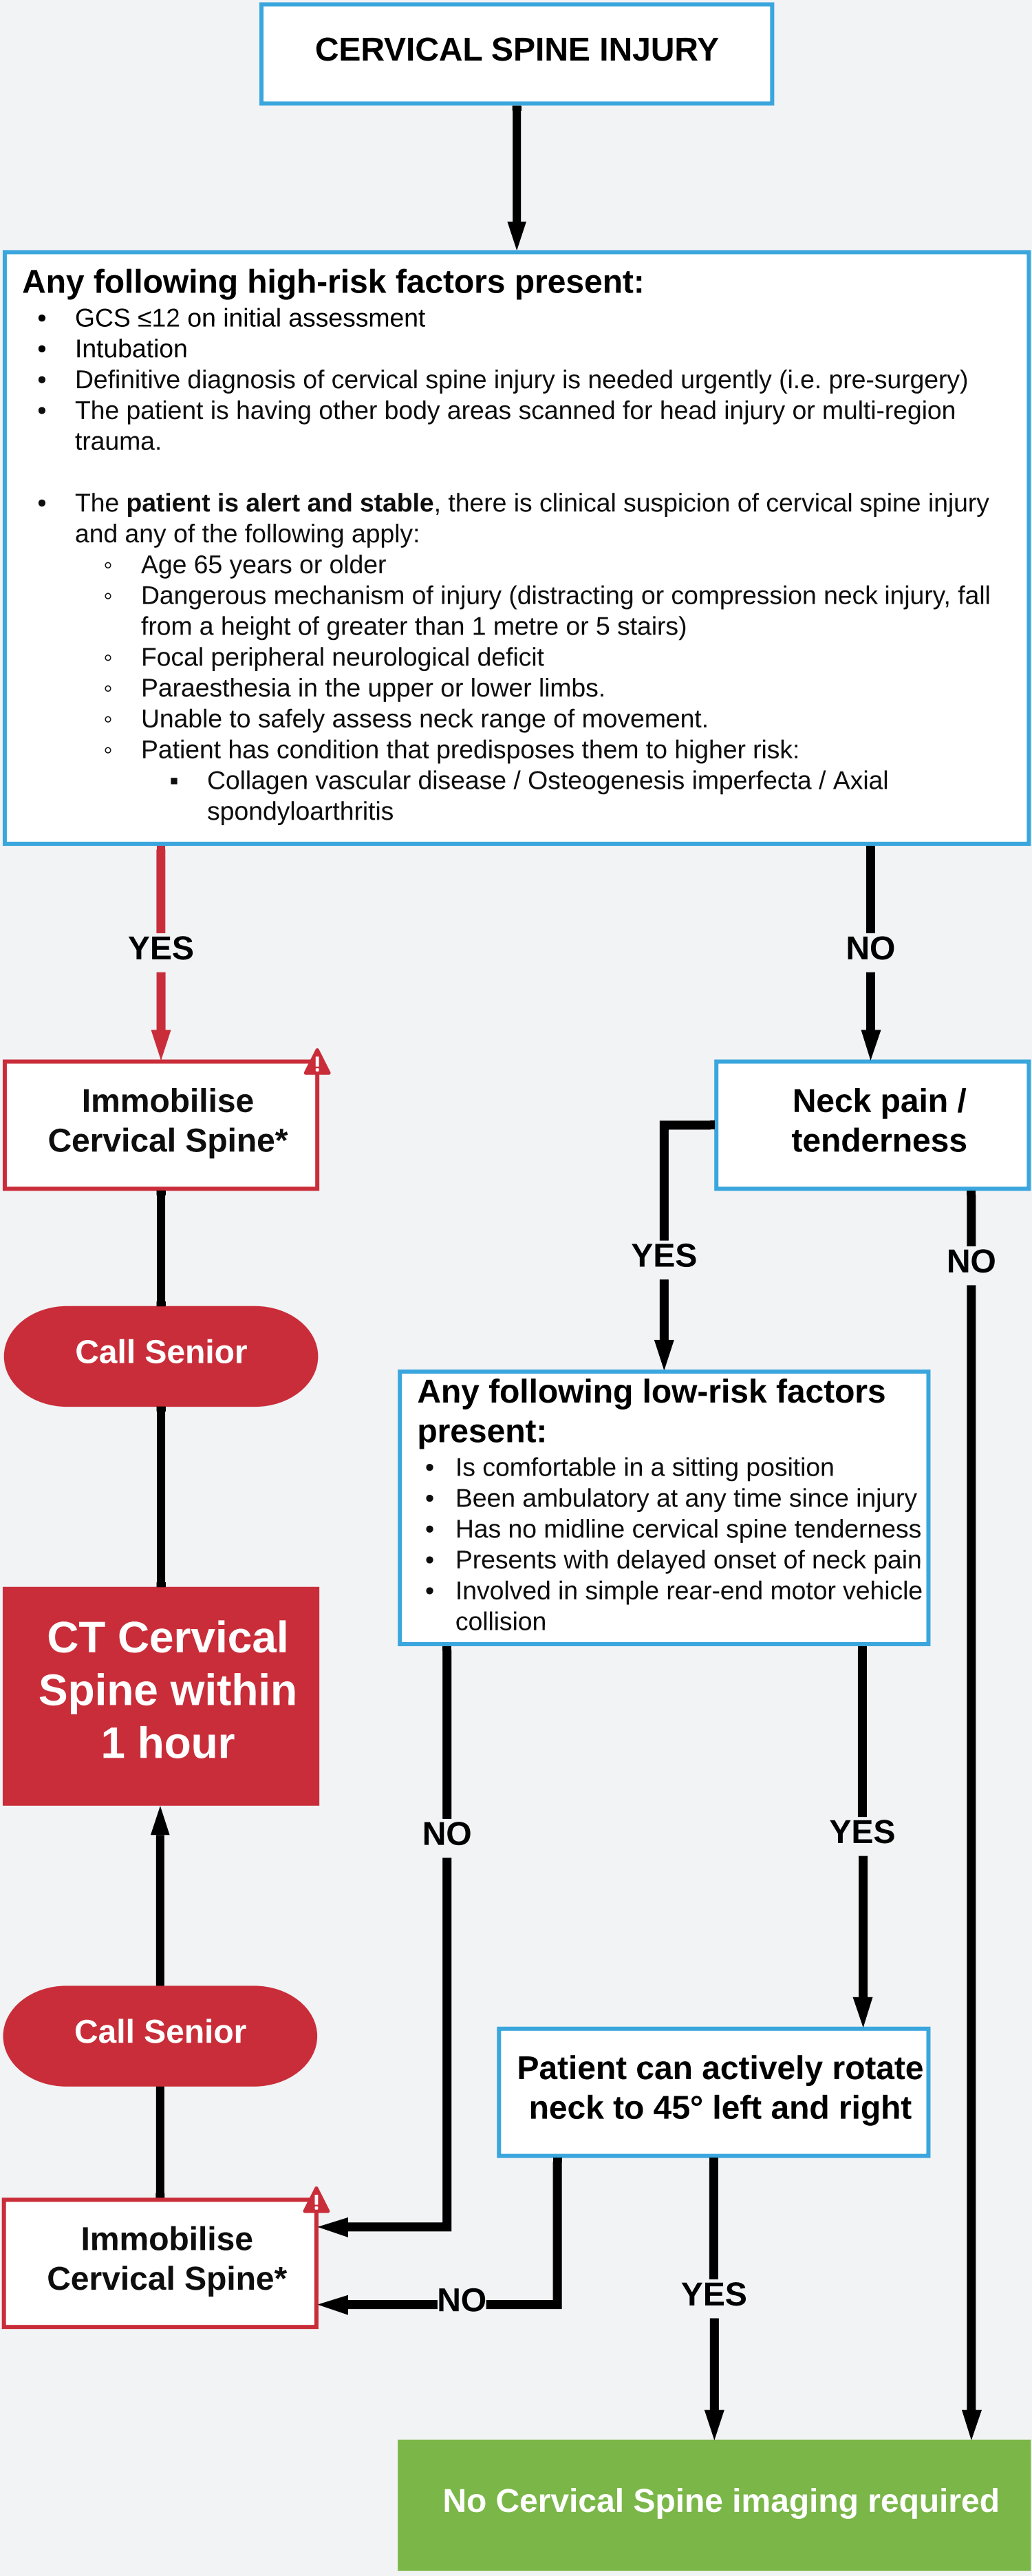 CERVICAL SPINE INJURY
Any following high-risk factors present:
• GCS ≤12 on initial assessment
• Intubation
• Definitive diagnosis of cervical spine injury is needed urgently (i.e. pre-surgery)
• The patient is having other body areas scanned for head injury or multi-region
trauma.
• The patient is alert and stable, there is clinical suspicion of cervical spine injury
and any of the following apply:
◦ Age 65 years or older
◦ Dangerous mechanism of injury (distracting or compression neck injury, fall
from a height of greater than 1 metre or 5 stairs)
◦ Focal peripheral neurological deficit
◦ Paraesthesia in the upper or lower limbs.
◦ Unable to safely assess neck range of movement.
◦ Patient has condition that predisposes them to higher risk:
▪ Collagen vascular disease / Osteogenesis imperfecta / Axial
spondyloarthritis
YES
NO
Immobilise
Cervical Spine*
Neck pain /
tenderness
YES
NO
Call Senior
Any following low-risk factors
present:
• Is comfortable in a sitting position
• Been ambulatory at any time since injury
• Has no midline cervical spine tenderness
• Presents with delayed onset of neck pain
• Involved in simple rear-end motor vehicle
collision
CT Cervical
Spine within
1 hour
NO
YES
Call Senior
Patient can actively rotate
neck to 45° left and right
Immobilise
Cervical Spine*
NO
YES
No Cervical Spine imaging required